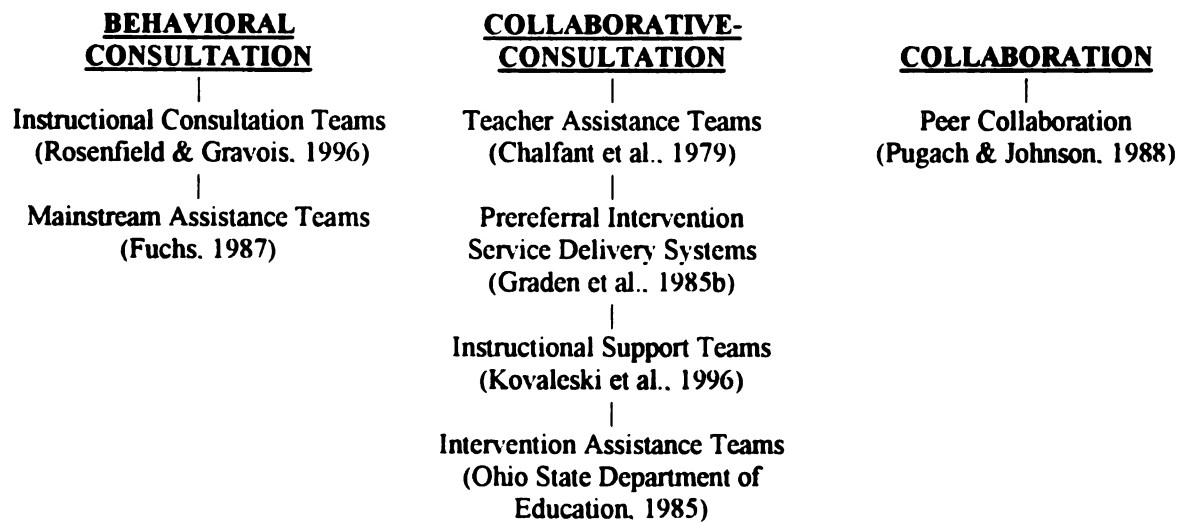 BEHAVIORAL
CONSULTATION
Instructional Consultation Teams
(Rosenfield & Gravois. 1996)
Mainstream Assistance Teams
(Fuchs. 1987)
COLLABORATIVE-
CONSULTATION
Teacher Assistance Teams
(Chalfant et al.. 1979)
Prereferral Intervention
Service Delivery Systems
(Graden et al.. 1985b)
Instructional Support Teams
(Kovaleski et al.. 1996)
Intervention Assistance Teams
(Ohio State Department of
Education. 1985)
COLLABORATION
Peer Collaboration
(Pugach & Johnson. 1988)